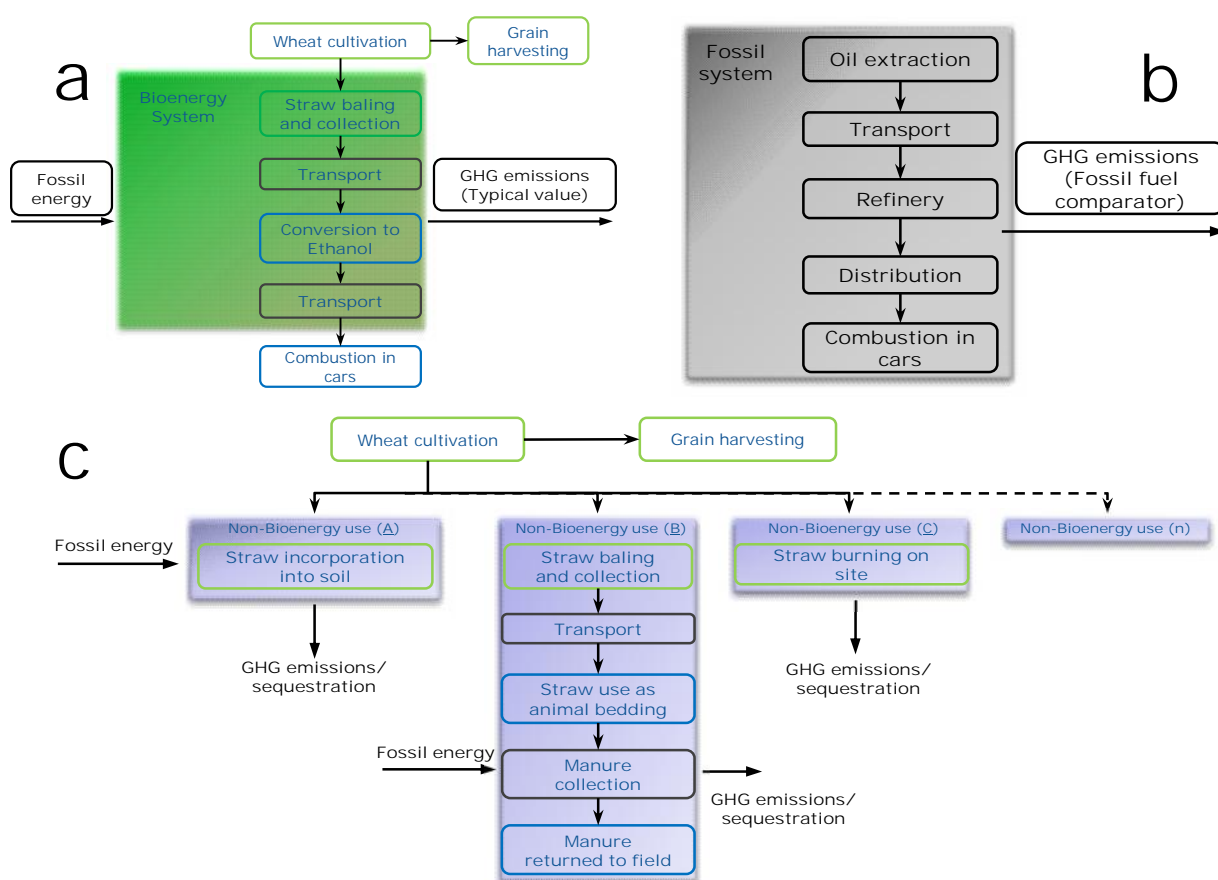 a
Wheat cultivation
Grain
harvesting
Bioenergy
System
Straw baling
and collection
Transport
Conversion to
Ethanol
Transport
Combustion in
cars
Fossil
energy
GHG emissions
(Typical value)
b
Fossil
system
Oil extraction
Transport
Refinery
Distribution
Combustion in
cars
GHG emissions
(Fossil fuel
comparator)
c
Wheat cultivation
Grain harvesting
Non-Bioenergy use (A)
Fossil energy
Straw incorporation
into soil
GHG emissions/
sequestration
Non-Bioenergy use (B)
Straw baling
and collection
Transport
Straw use as
animal bedding
Fossil energy
Manure
collection
GHG emissions/
sequestration
Manure
returned to field
Non-Bioenergy use (C)
Straw burning on
site
GHG emissions/
sequestration
Non-Bioenergy use (n)